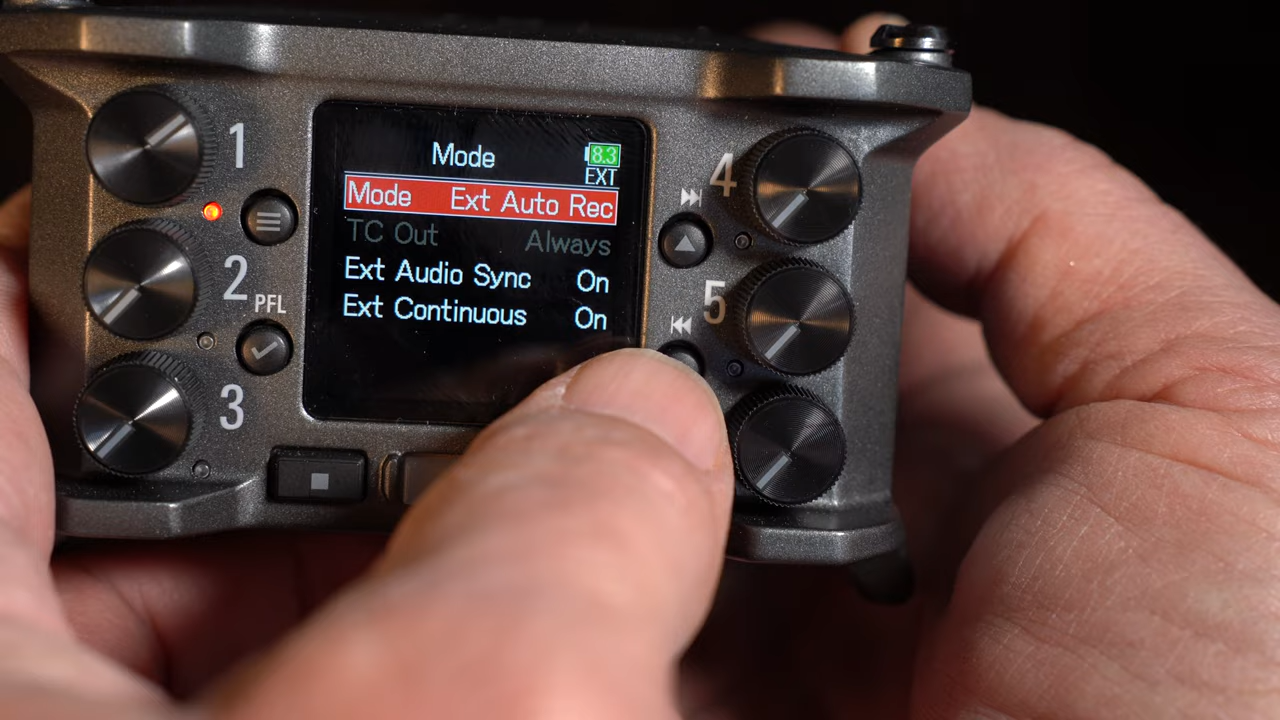 Mode 8.3
EXT
Mode Ext Auto Rec
TC Out Always
Ext Audio Sync On
Ext Continuous On
1
2
PFL
3
4
5